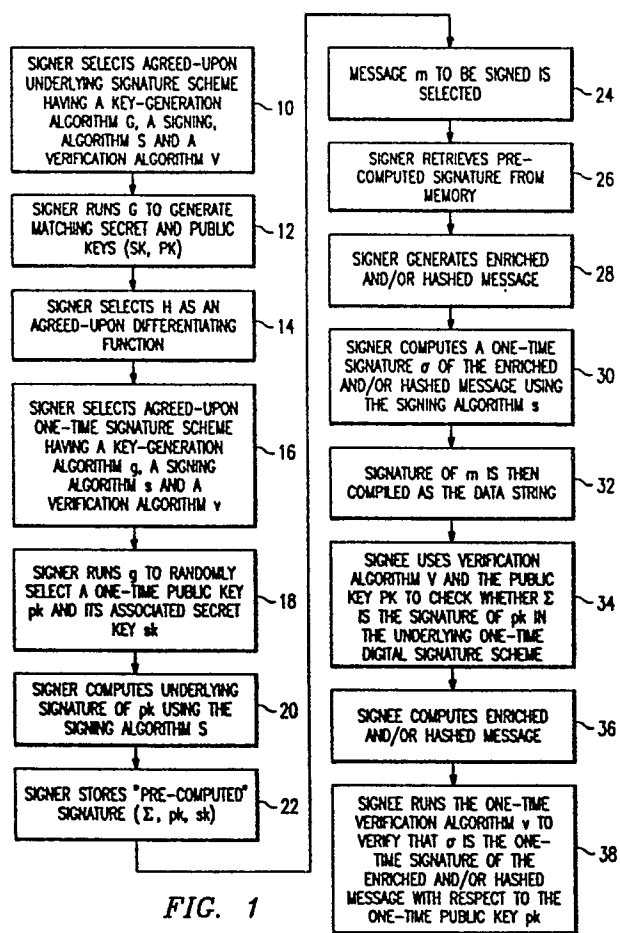 SIGNER SELECTS AGREED-UPON
UNDERLYING SIGNATURE SCHEME
HAVING A KEY-GENERATION
ALGORITHM G, A SIGNING,
ALGORITHM S AND A
VERIFICATION ALGORITHM V
10
SIGNER RUNS G TO GENERATE
MATCHING SECRET AND PUBLIC
KEYS (SK, PK)
12
SIGNER SELECTS H AS AN
AGREED-UPON DIFFERENTIATING
FUNCTION
14
SIGNER SELECTS AGREED-UPON
ONE-TIME SIGNATURE SCHEME
HAVING A KEY-GENERATION
ALGORITHM g, A SIGNING
ALGORITHM s AND A
VERIFICATION ALGORITHM v
16
SIGNER RUNS g TO RANDOMLY
SELECT A ONE-TIME PUBLIC KEY
pk AND ITS ASSOCIATED SECRET
KEY sk
18
SIGNER COMPUTES UNDERLYING
SIGNATURE OF pk USING THE
SIGNING ALGORITHM S
20
SIGNER STORES "PRE-COMPUTED"
SIGNATURE (Σ, pk, sk)
22
MESSAGE m TO BE SIGNED IS
SELECTED
24
SIGNER RETRIEVES PRE-
COMPUTED SIGNATURE FROM
MEMORY
26
SIGNER GENERATES ENRICHED
AND/OR HASHED MESSAGE
28
SIGNER COMPUTES A ONE-TIME
SIGNATURE σ OF THE ENRICHED
AND/OR HASHED MESSAGE USING
THE SIGNING ALGORITHM s
30
SIGNATURE OF m IS THEN
COMPILED AS THE DATA STRING
32
SIGNEE USES VERIFICATION
ALGORITHM V AND THE PUBLIC
KEY PK TO CHECK WHETHER Σ
IS THE SIGNATURE OF pk IN
THE UNDERLYING ONE-TIME
DIGITAL SIGNATURE SCHEME
34
SIGNEE COMPUTES ENRICHED
AND/OR HASHED MESSAGE
36
SIGNEE RUNS THE ONE-TIME
VERIFICATION ALGORITHM v TO
VERIFY THAT σ IS THE ONE-
TIME SIGNATURE OF THE
ENRICHED AND/OR HASHED
MESSAGE WITH RESPECT TO THE
ONE-TIME PUBLIC KEY pk
38
FIG. 1